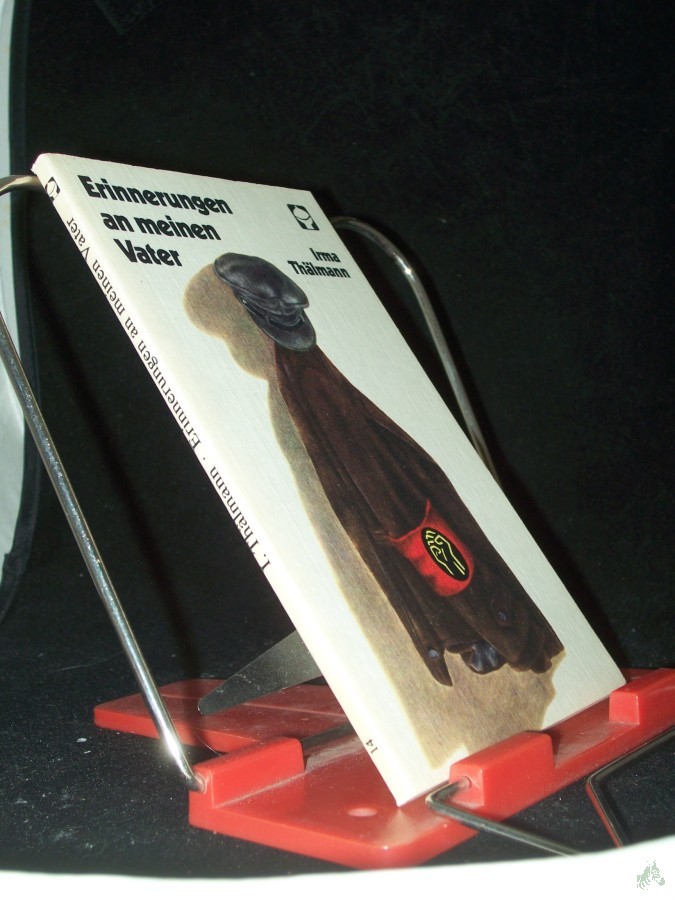 Erinnerungen
an meinen
Vater
Irma
Thälmann
I. Thälmann · Erinnerungen an meinen Vater
14